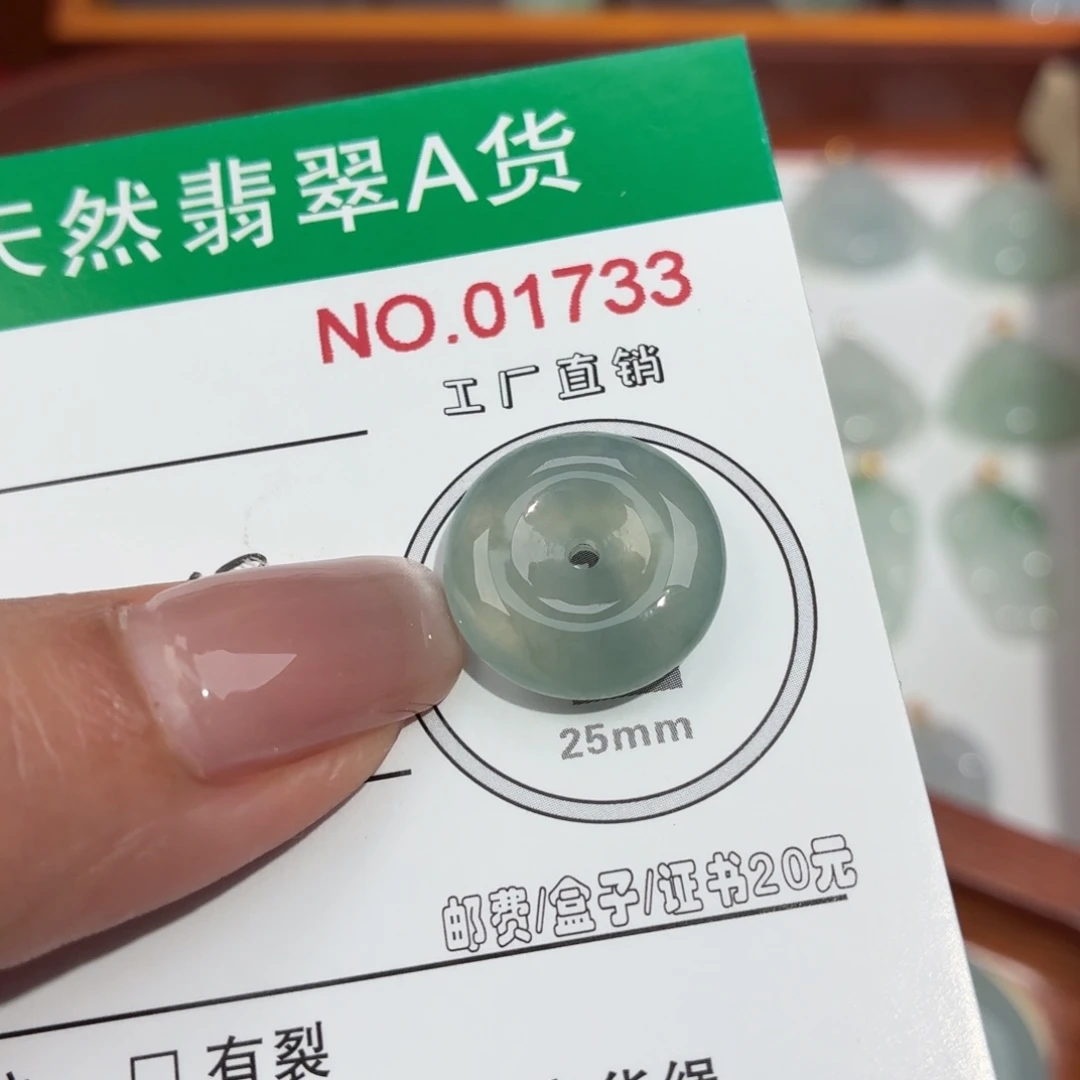 天然翡翠A货
NO.01733
工厂直销
25mm
邮费/盒子/证书20元
□ 有裂